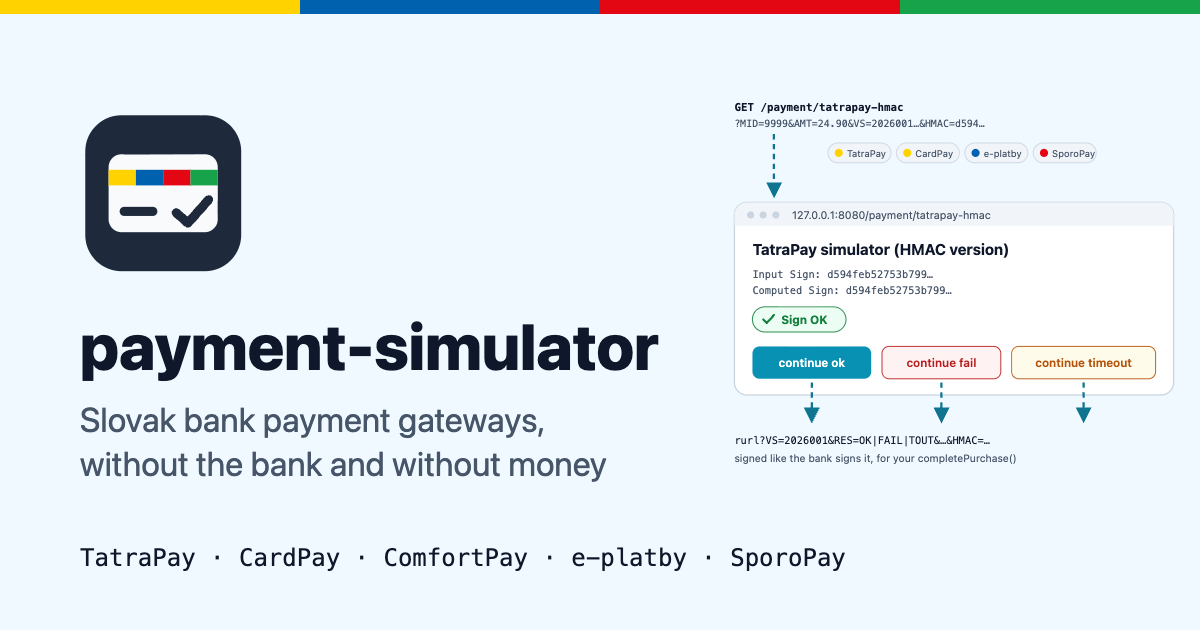 payment-simulator
Slovak bank payment gateways,
without the bank and without money
TatraPay · CardPay · ComfortPay · e-platby · SporoPay
GET /payment/tatrapay-hmac
?MID=9999&AMT=24.90&VS=2026001…&HMAC=d594…
TatraPay
CardPay
e-platby
SporoPay
127.0.0.1:8080/payment/tatrapay-hmac
TatraPay simulator (HMAC version)
Input Sign: d594feb52753b799…
Computed Sign: d594feb52753b799…
Sign OK
continue ok
continue fail
continue timeout
rurl?VS=2026001&RES=OK|FAIL|TOUT&…&HMAC=…
signed like the bank signs it, for your completePurchase()